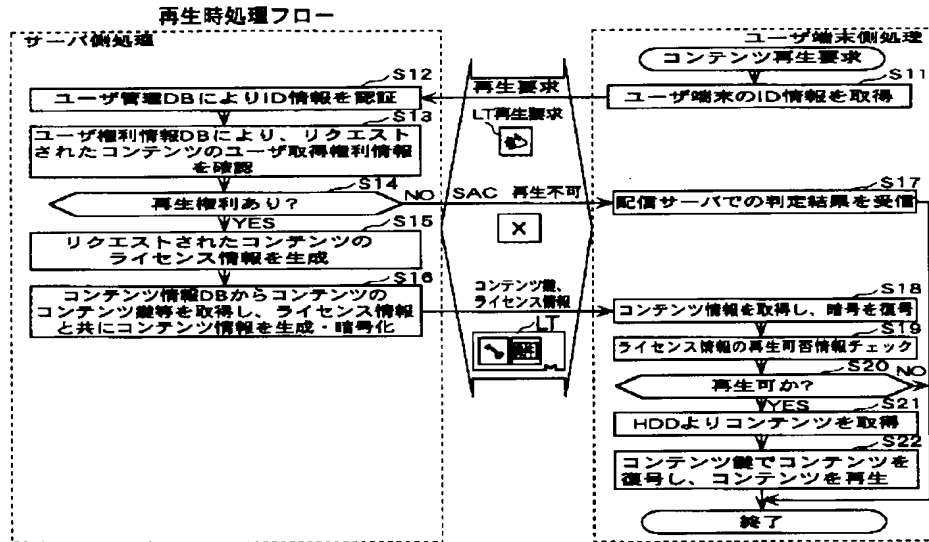 再生時処理フロー
サーバ側処理
S12
ユーザ管理DBによりID情報を認証
S13
ユーザ権利情報DBにより、リクエスト
されたコンテンツのユーザ取得権利情報
を確認
S14
再生権利あり?
NO
YES
S15
リクエストされたコンテンツの
ライセンス情報を生成
S16
コンテンツ情報DBからコンテンツの
コンテンツ鍵等を取得し、ライセンス情報
と共にコンテンツ情報を生成・暗号化
再生要求
LT再生要求
SAC 再生不可
×
コンテンツ鍵、
ライセンス情報
LT
ユーザ端末側処理
コンテンツ再生要求
S11
ユーザ端末のID情報を取得
S17
配信サーバでの判定結果を受信
S18
コンテンツ情報を取得し、暗号を復号
S19
ライセンス情報の再生可否情報チェック
S20
再生可か?
NO
YES
S21
HDDよりコンテンツを取得
S22
コンテンツ鍵でコンテンツを
復号し、コンテンツを再生
終了